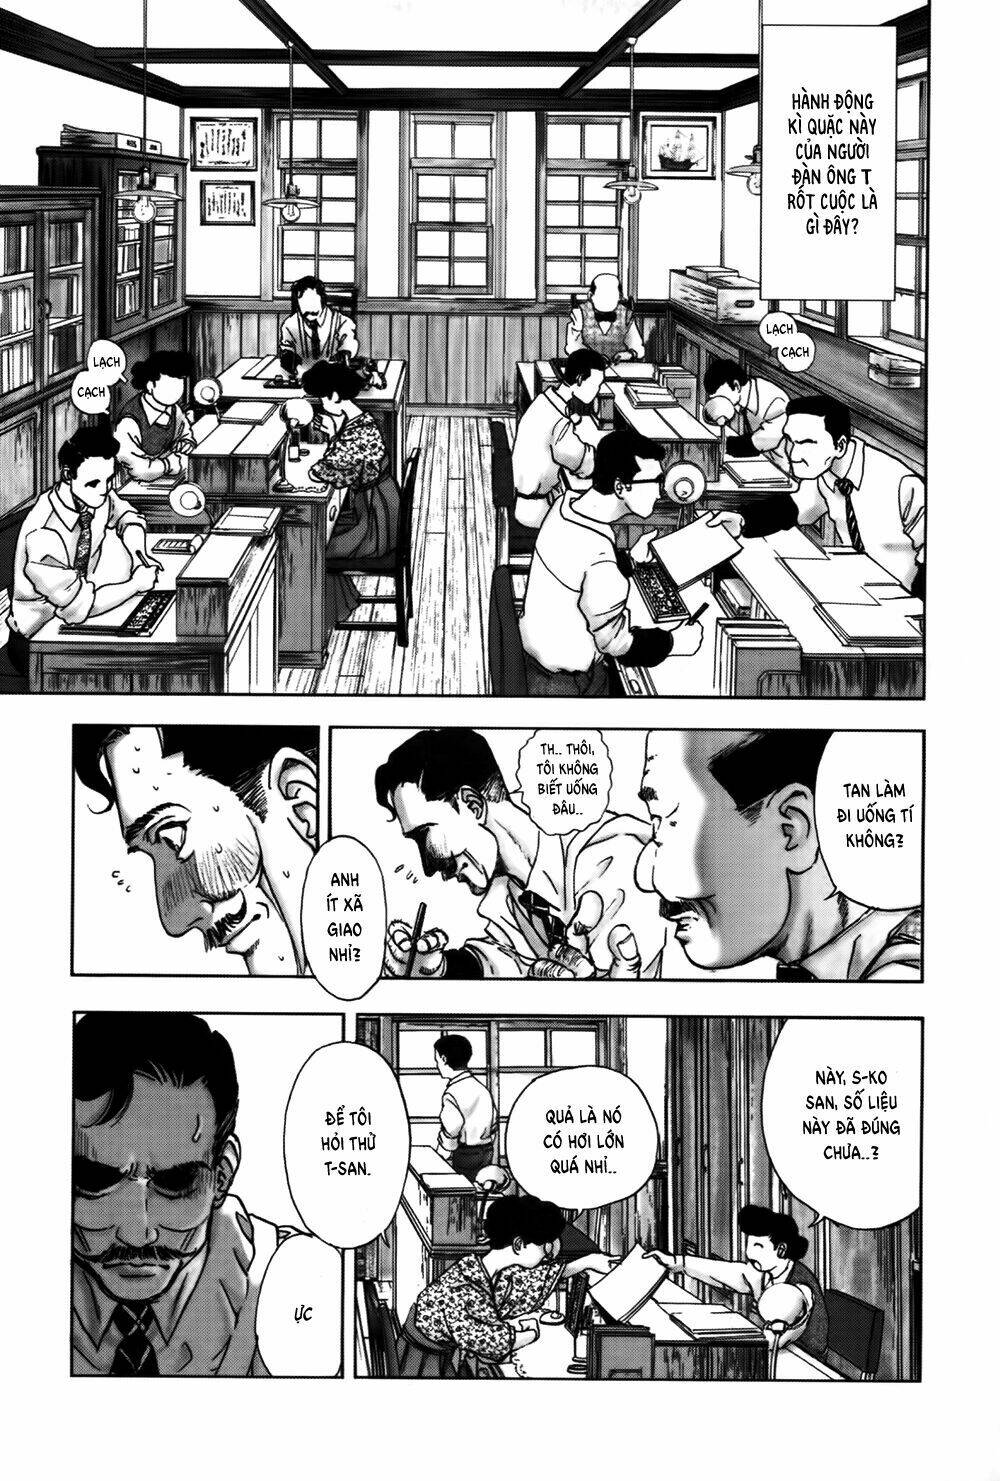 HÀNH ĐỘNG
KÌ QUẶC NÀY
CỦA NGƯỜI
ĐÀN ÔNG T
RỐT CUỘC LÀ
GÌ ĐÂY?
LẠCH
CẠCH
LẠCH
CẠCH
TAN LÀM
ĐI UỐNG TÍ
KHÔNG?
TH.. THÔI,
TÔI KHÔNG
BIẾT UỐNG
ĐÂU..
ANH
ÍT XÃ
GIAO
NHỈ?
NÀY, S-KO
SAN, SỐ LIỆU
NÀY ĐÃ ĐÚNG
CHƯA..?
QUẢ LÀ NÓ
CÓ HƠI LỚN
QUÁ NHỈ..
ĐỂ TÔI
HỎI THỬ
T-SAN.
ỰC